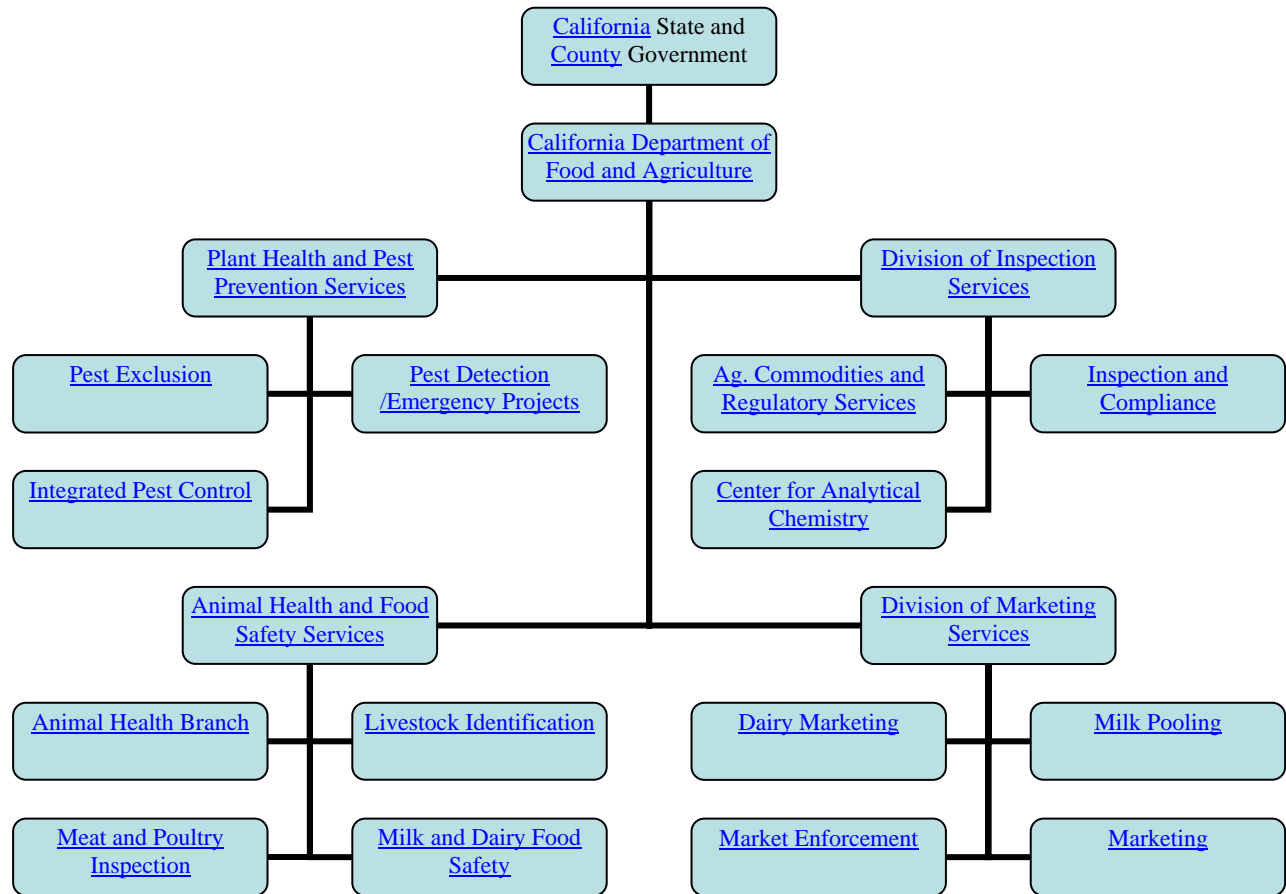 California State and
County Government
California Department of
Food and Agriculture
Plant Health and Pest
Prevention Services
Division of Inspection
Services
Pest Exclusion
Pest Detection
/Emergency Projects
Ag. Commodities and
Regulatory Services
Inspection and
Compliance
Integrated Pest Control
Center for Analytical
Chemistry
Animal Health and Food
Safety Services
Division of Marketing
Services
Animal Health Branch
Livestock Identification
Dairy Marketing
Milk Pooling
Meat and Poultry
Inspection
Milk and Dairy Food
Safety
Market Enforcement
Marketing